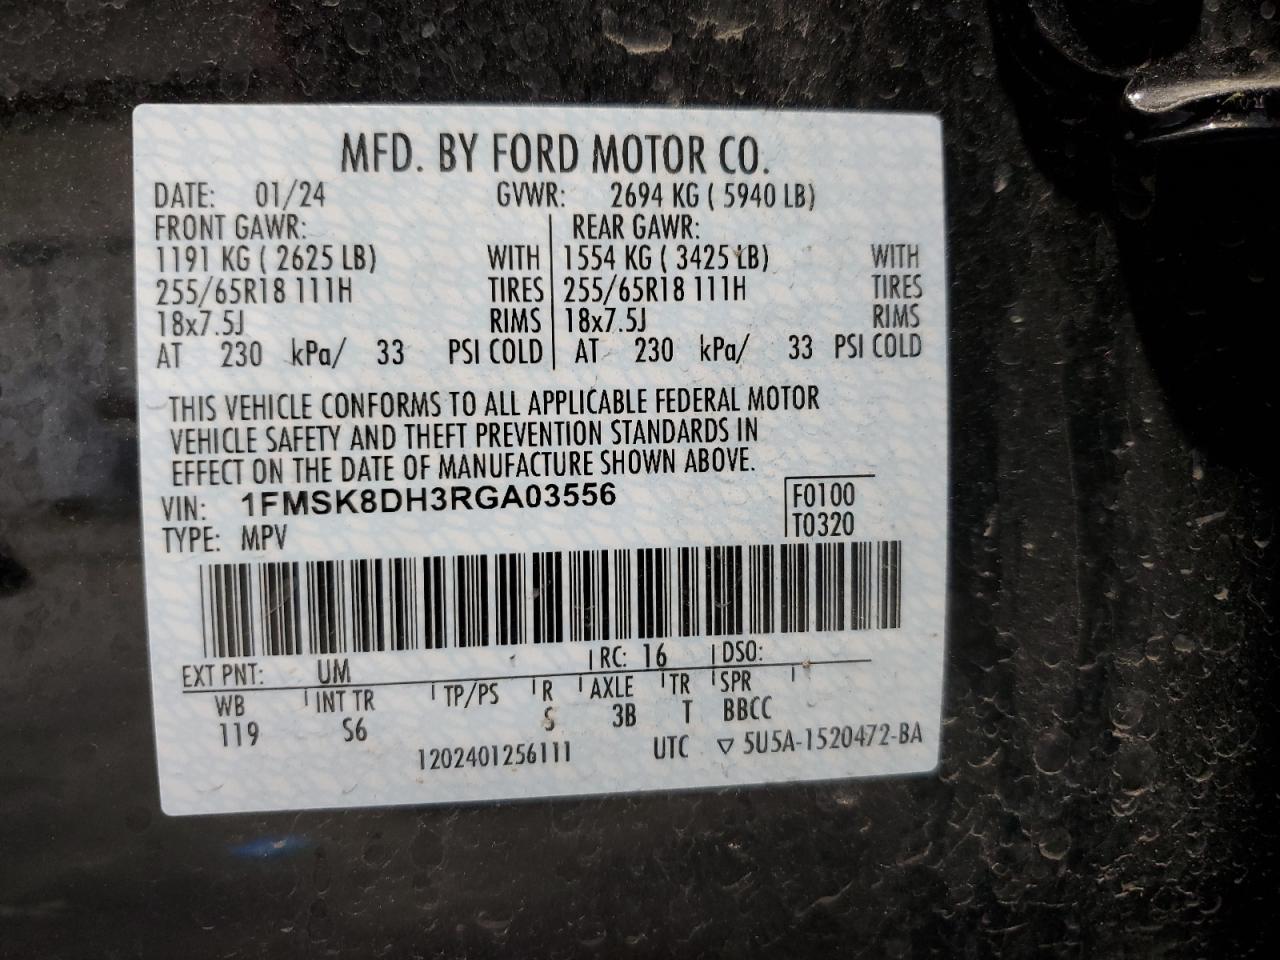 MFD. BY FORD MOTOR CO.
DATE: 01/24 GVWR: 2694 KG ( 5940 LB)
FRONT GAWR: REAR GAWR:
1191 KG ( 2625 LB) WITH 1554 KG ( 3425 LB) WITH
255/65R18 111H TIRES 255/65R18 111H TIRES
18x7.5J RIMS 18x7.5J RIMS
AT 230 kPa/ 33 PSI COLD AT 230 kPa/ 33 PSI COLD
THIS VEHICLE CONFORMS TO ALL APPLICABLE FEDERAL MOTOR
VEHICLE SAFETY AND THEFT PREVENTION STANDARDS IN
EFFECT ON THE DATE OF MANUFACTURE SHOWN ABOVE.
VIN: 1FMSK8DH3RGA03556 F0100
TYPE: MPV T0320
EXT PNT: UM RC: 16 DSO:
WB INT TR TP/PS R AXLE TR SPR
119 S6 S 3B T BBCC
1202401256111 UTC ▽ 5U5A-1520472-BA